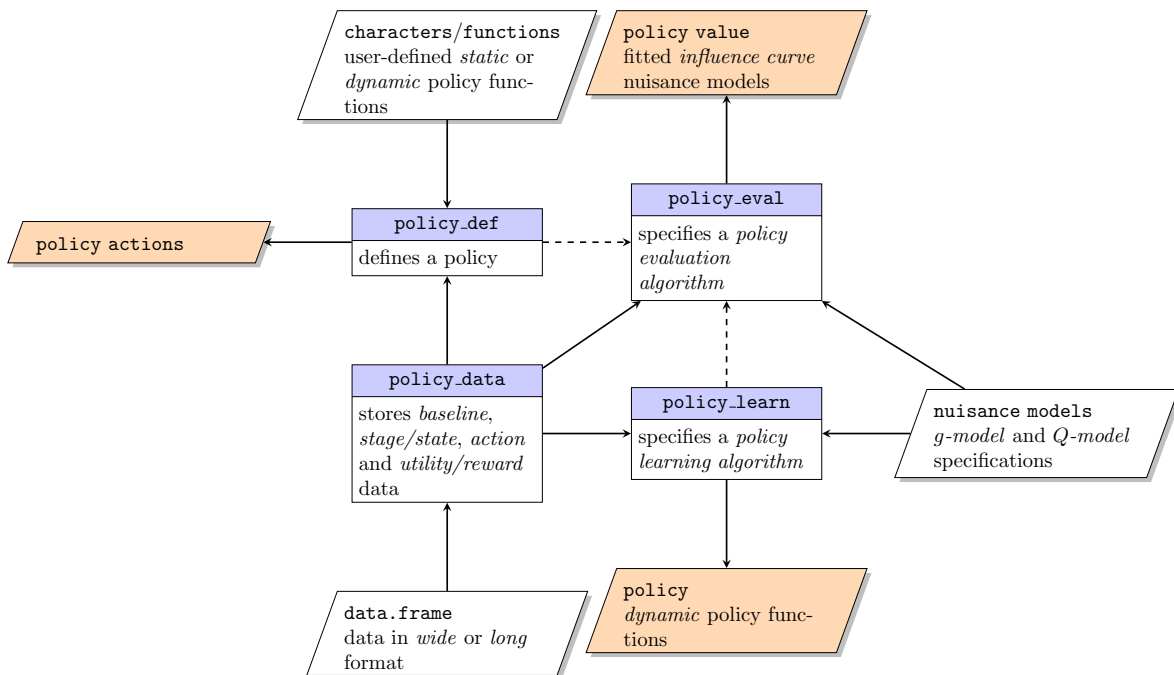 characters/functions
user-defined static or
dynamic policy func-
tions
policy value
fitted influence curve
nuisance models
policy actions
policy_def
defines a policy
policy_eval
specifies a policy
evaluation
algorithm
policy_data
stores baseline,
stage/state, action
and utility/reward
data
policy_learn
specifies a policy
learning algorithm
nuisance models
g-model and Q-model
specifications
data.frame
data in wide or long
format
policy
dynamic policy func-
tions